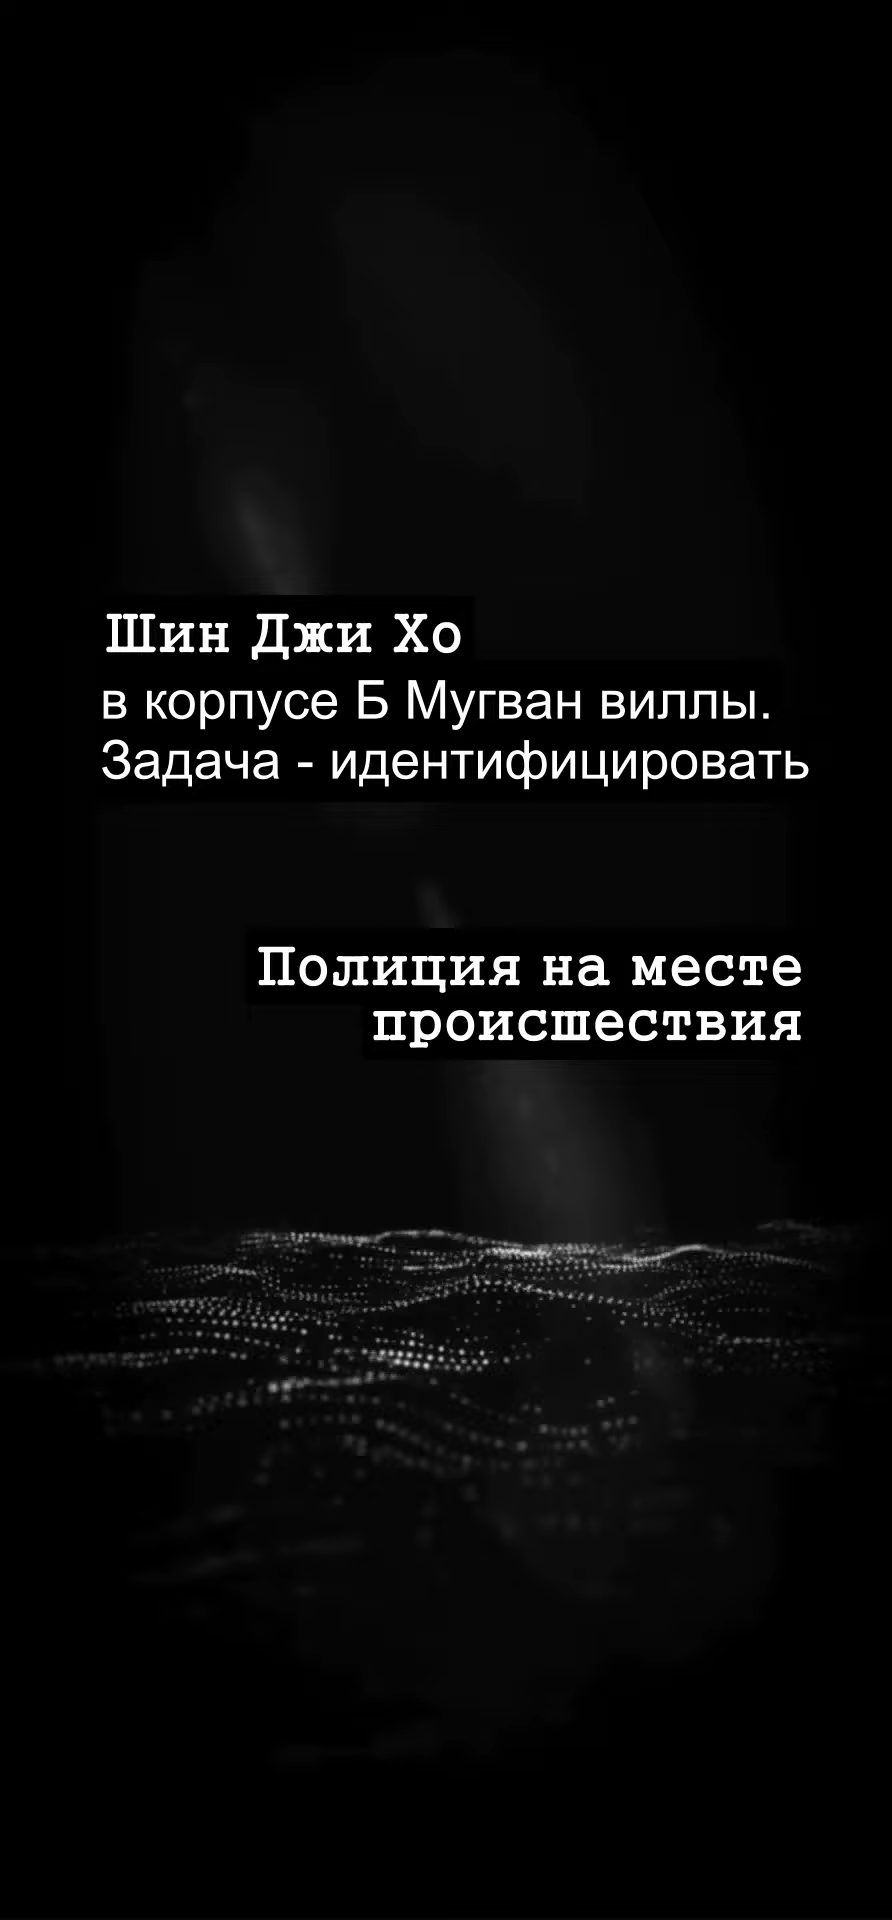 Шин Джи Хо
в корпусе Б Мугван виллы.
Задача - идентифицировать
Полиция на месте
происшествия